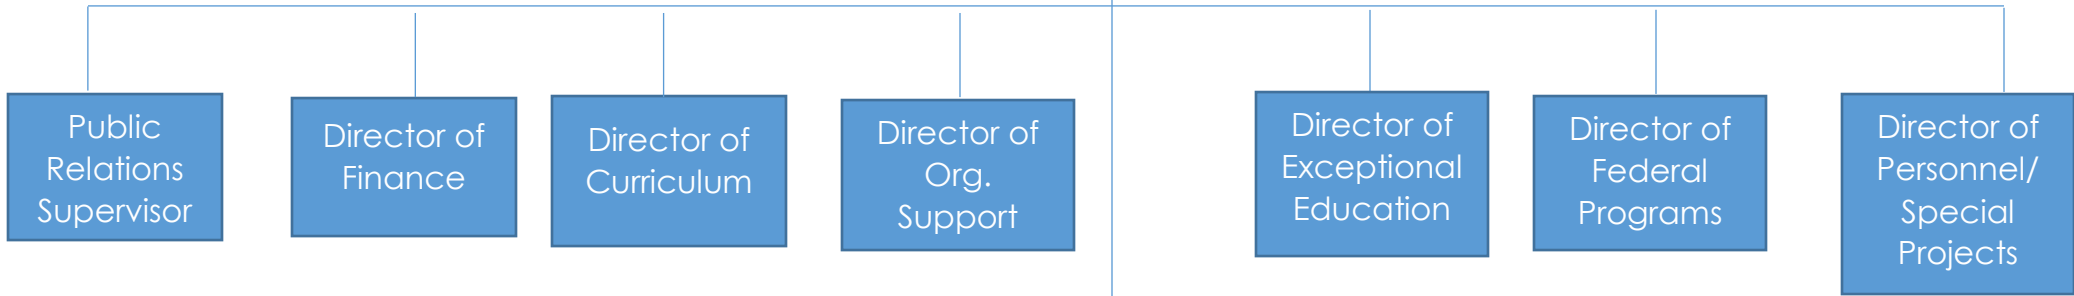 Public
Relations
Supervisor
Director of
Finance
Director of
Curriculum
Director of
Org.
Support
Director of
Exceptional
Education
Director of
Federal
Programs
Director of
Personnel/
Special
Projects